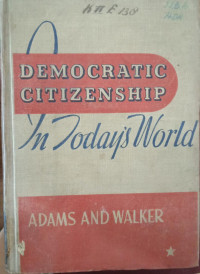 DEMOCRATIC
CITIZENSHIP
In Today's World
ADAMS AND WALKER